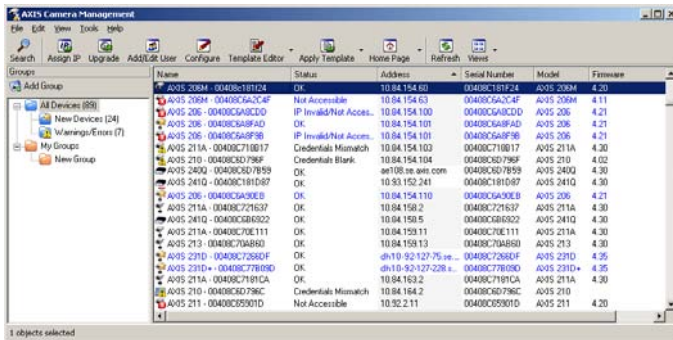 AXIS Camera Management
File Edit View Tools Help
Search Assign IP Upgrade Add/Edit User Configure Template Editor Apply Template Home Page Refresh Views
Groups
Add Group
All Devices (89)
New Devices (24)
Warnings/Errors (7)
My Groups
New Group
Name Status Address Serial Number Model Firmware
AXIS 206M - 00408c181f24 OK 10.84.154.60 00408C181F24 AXIS 206M 4.20
AXIS 206M - 00408C6A2C4F Not Accessible 10.84.154.63 00408C6A2C4F AXIS 206M 4.11
AXIS 206 - 00408C6A8CDD IP Invalid/Not Acces... 10.84.154.100 00408C6A8CDD AXIS 206 4.21
AXIS 206 - 00408C6A8FAD OK 10.84.154.101 00408C6A8FAD AXIS 206 4.21
AXIS 206 - 00408C6A8F9B IP Invalid/Not Acces... 10.84.154.101 00408C6A8F9B AXIS 206 4.21
AXIS 211A - 00408C718B17 Credentials Mismatch 10.84.154.103 00408C718B17 AXIS 211A 4.30
AXIS 210 - 00408C6D796F Credentials Blank 10.84.154.104 00408C6D796F AXIS 210 4.02
AXIS 240Q - 00408C6D7B59 OK ae108.se.axis.com 00408C6D7B59 AXIS 240Q 4.30
AXIS 241Q - 00408C181D87 OK 10.93.152.241 00408C181D87 AXIS 241Q 4.30
AXIS 206 - 00408C6A90EB OK 10.84.154.110 00408C6A90EB AXIS 206 4.21
AXIS 211A - 00408C721637 OK 10.84.158.2 00408C721637 AXIS 211A 4.30
AXIS 241Q - 00408C6B6922 OK 10.84.158.5 00408C6B6922 AXIS 241Q 4.30
AXIS 211A - 00408C70E111 OK 10.84.159.11 00408C70E111 AXIS 211A 4.30
AXIS 213 - 00408C70AB60 OK 10.84.159.13 00408C70AB60 AXIS 213 4.30
AXIS 231D - 00408C7266DF OK dh10-92-127-75.se.... 00408C7266DF AXIS 231D 4.35
AXIS 231D+ - 00408C77B09D OK dh10-92-127-228.s... 00408C77B09D AXIS 231D+ 4.35
AXIS 211A - 00408C7181CA OK 10.84.163.2 00408C7181CA AXIS 211A 4.30
AXIS 210 - 00408C6D796C Credentials Mismatch 10.84.164.2 00408C6D796C AXIS 210
AXIS 211 - 00408C65901D Not Accessible 10.92.2.11 00408C65901D AXIS 211 4.20
1 objects selected